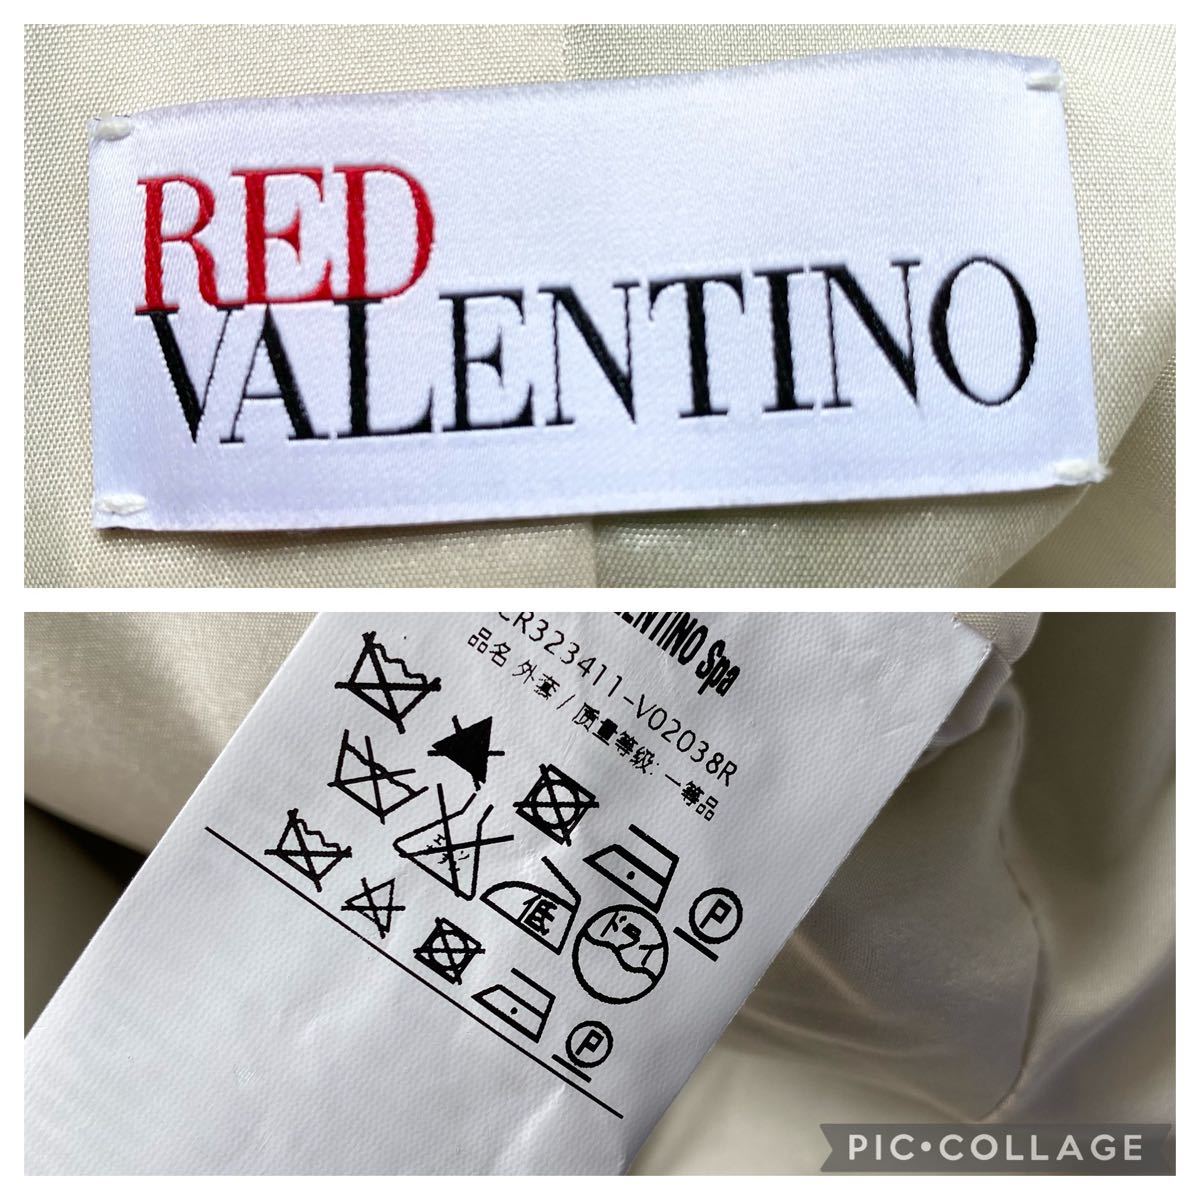 RED
VALENTINO
VALENTINO Spa
CR323411-V02038R
品名 外套 / 质量等级: 一等品
P
低
ドライ
P
PIC•COLLAGE